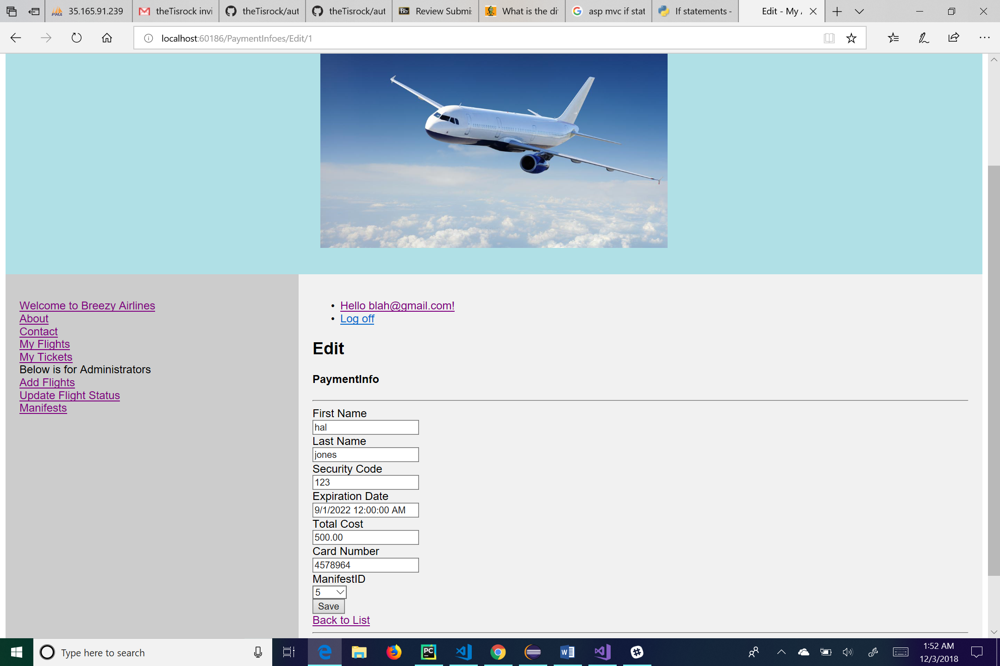 35.165.91.239
theTisrock invi
theTisrock/aut
theTisrock/aut
Review Submi
What is the di
asp mvc if stat
If statements -
Edit - My
localhost:60186/PaymentInfoes/Edit/1
Welcome to Breezy Airlines
About
Contact
My Flights
My Tickets
Below is for Administrators
Add Flights
Update Flight Status
Manifests
Hello blah@gmail.com!
Log off
Edit
PaymentInfo
First Name
hal
Last Name
jones
Security Code
123
Expiration Date
9/1/2022 12:00:00 AM
Total Cost
500.00
Card Number
4578964
ManifestID
5
Save
Back to List
Type here to search
1:52 AM
12/3/2018